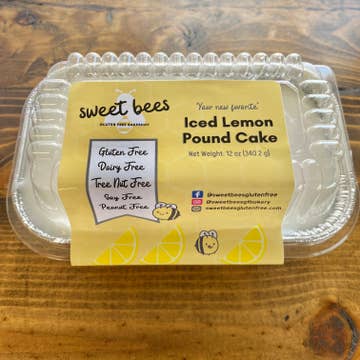 sweet bees
GLUTEN FREE BAKESHOP
Gluten Free
Dairy Free
Tree Nut Free
Soy Free
Peanut Free
'Your new favorite'
Iced Lemon
Pound Cake
Net Weight. 12 oz (340.2 g)
@sweetbeesglutenfree
@sweetbeesgfbakery
sweetbeesglutenfree.com